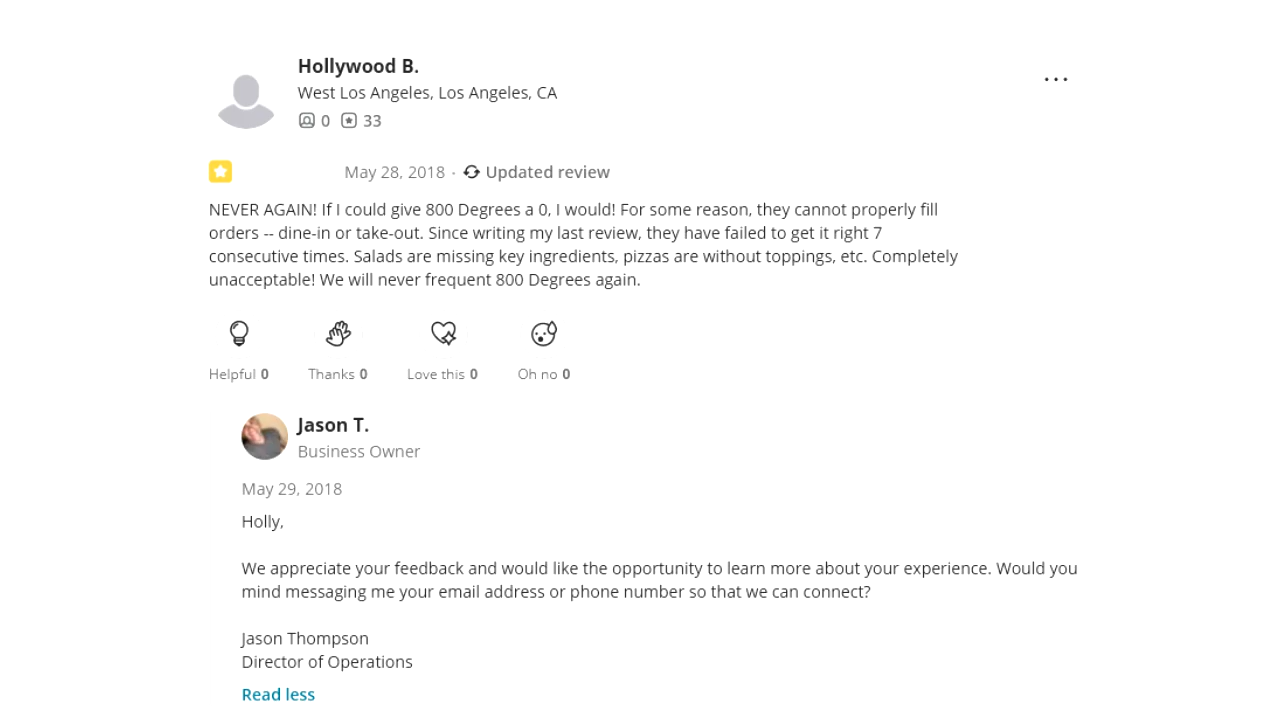 Hollywood B.
West Los Angeles, Los Angeles, CA
0 33
May 28, 2018 · Updated review
NEVER AGAIN! If I could give 800 Degrees a 0, I would! For some reason, they cannot properly fill
orders -- dine-in or take-out. Since writing my last review, they have failed to get it right 7
consecutive times. Salads are missing key ingredients, pizzas are without toppings, etc. Completely
unacceptable! We will never frequent 800 Degrees again.
Helpful 0 Thanks 0 Love this 0 Oh no 0
Jason T.
Business Owner
May 29, 2018
Holly,
We appreciate your feedback and would like the opportunity to learn more about your experience. Would you
mind messaging me your email address or phone number so that we can connect?
Jason Thompson
Director of Operations
Read less